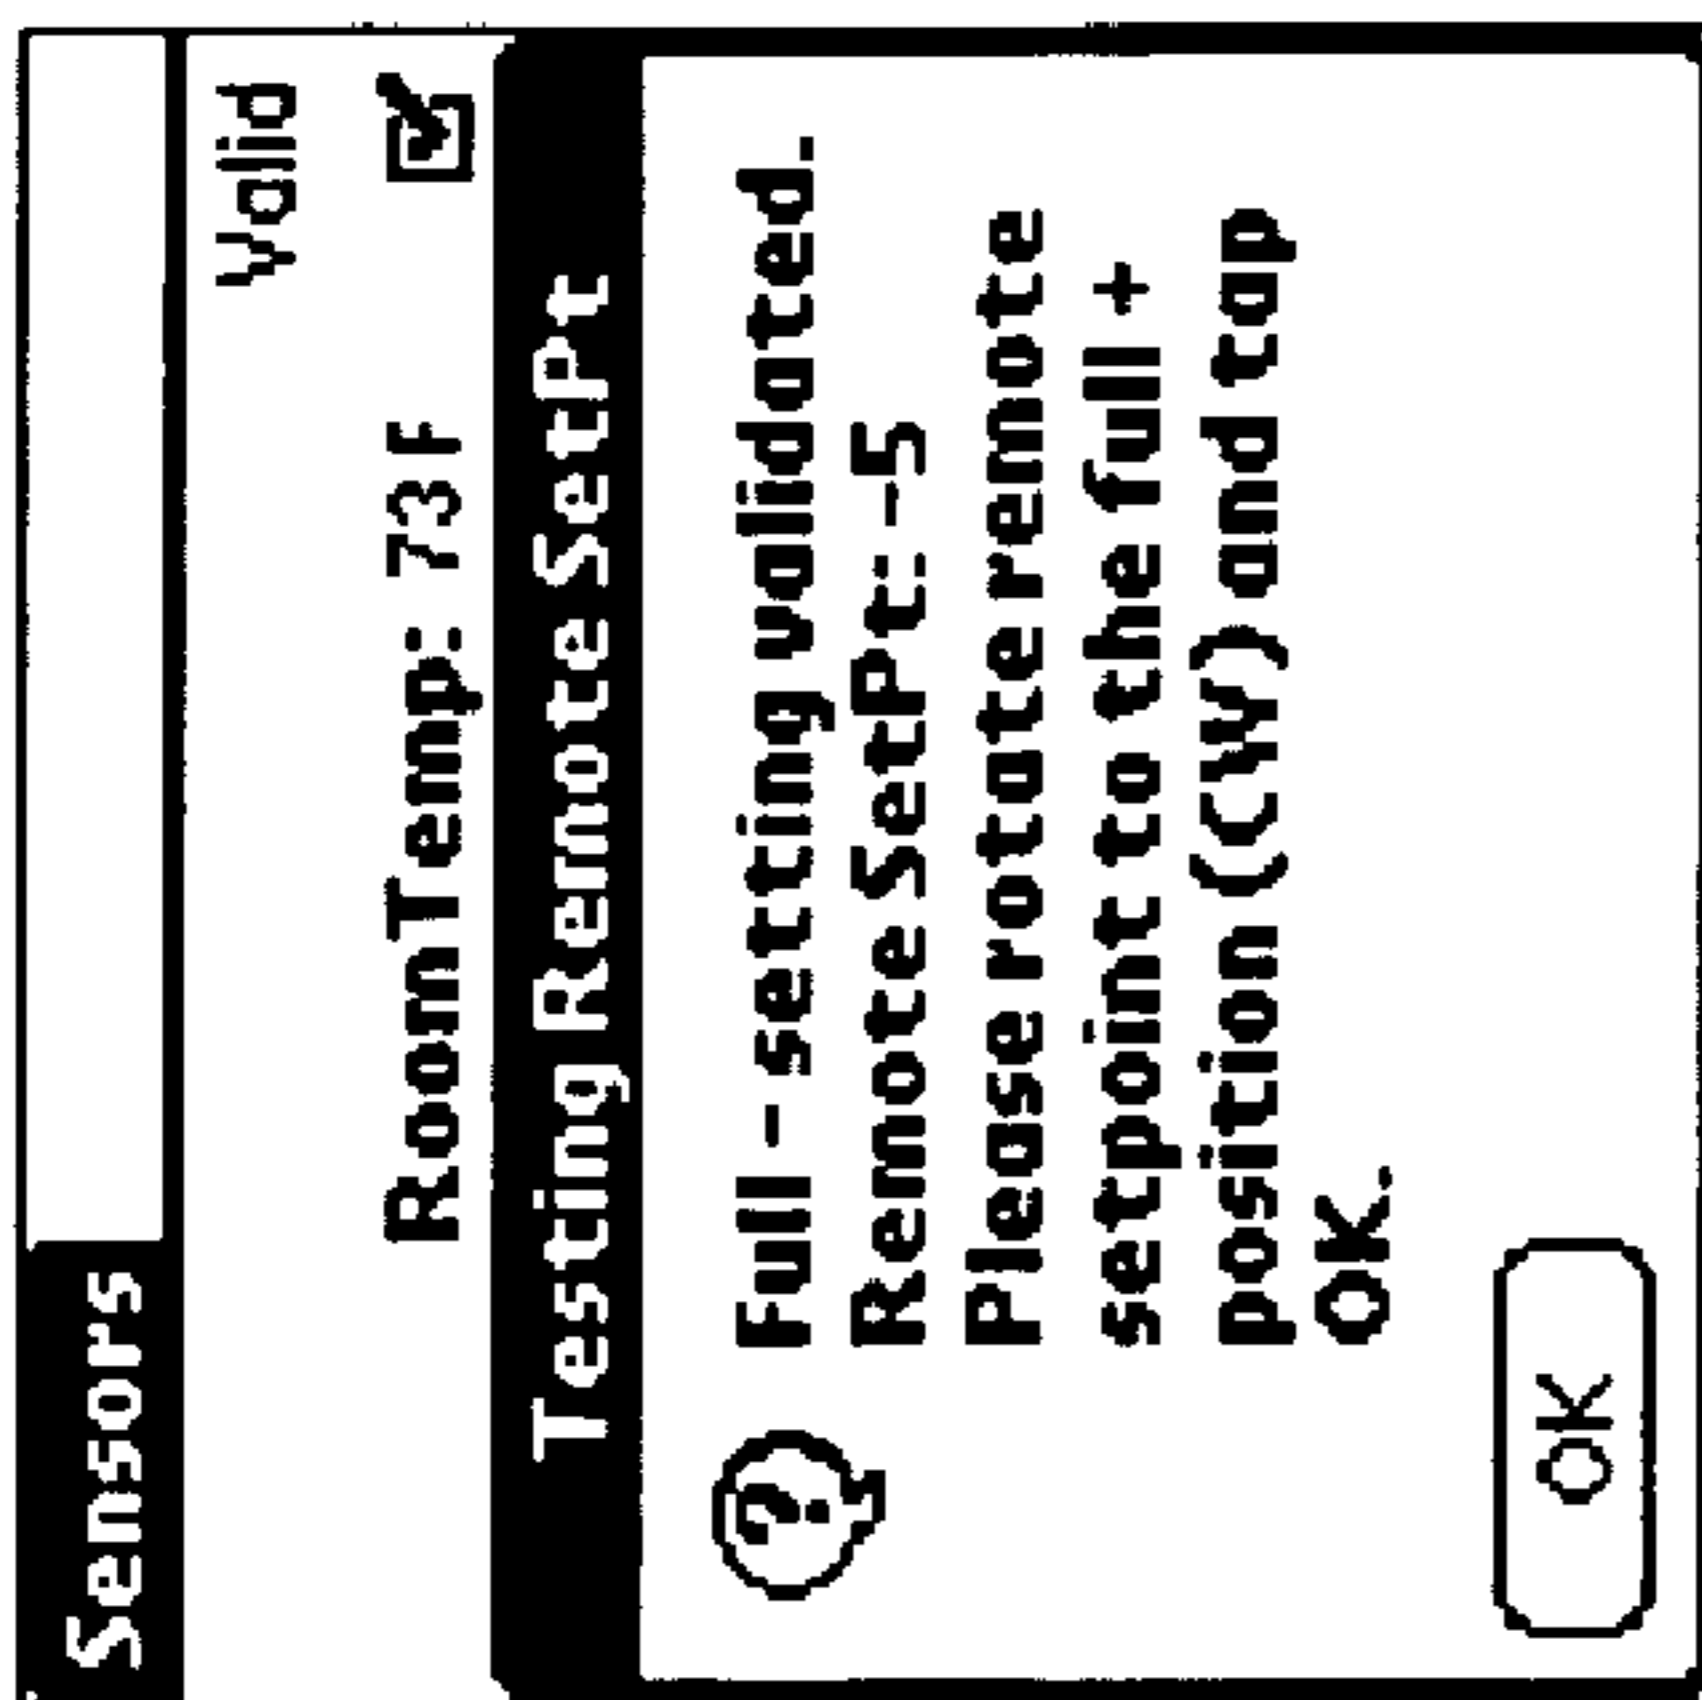 Sensors
Valid
RoomTemp: 73 F
Testing Remote SetPt
Full - setting validated.
Remote SetPt: -5
Please rotate remote
setpoint to the full +
position (CW) and tap
OK.
OK